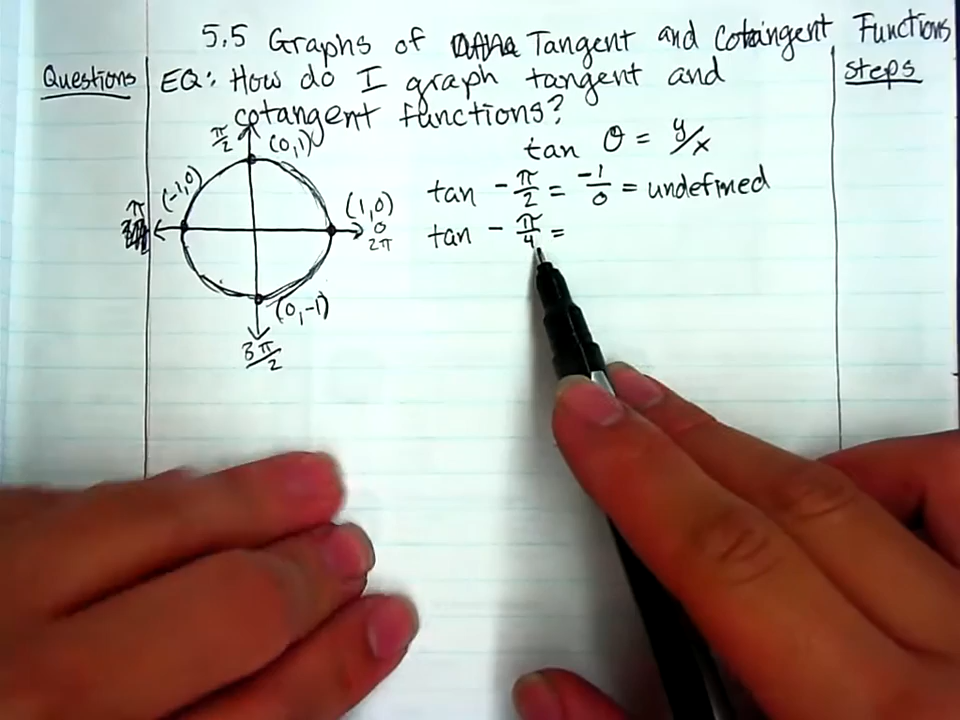 5.5 Graphs of Tangent and Cotangent Functions
Questions
EQ: How do I graph tangent and
cotangent functions?
steps
π/2
(0,1)
(-1,0)
π
(1,0)
0
2π
(0,-1)
3π/2
tan θ = y/x
tan -π/2 = -1/0 = undefined
tan -π/4 =